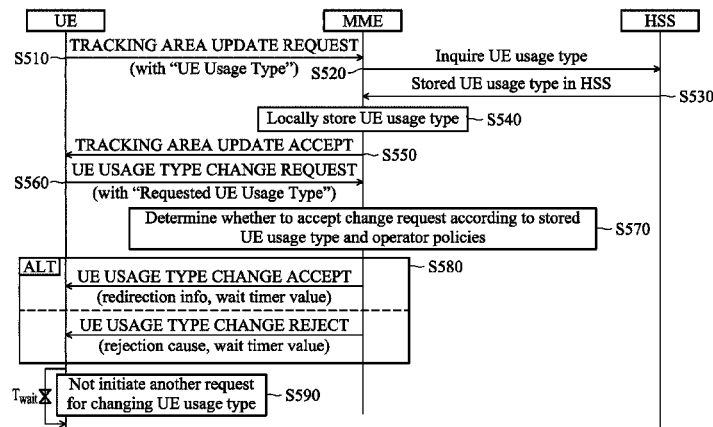 UE
MME
HSS
TRACKING AREA UPDATE REQUEST
S510
(with “UE Usage Type”)
S520
Inquire UE usage type
Stored UE usage type in HSS
S530
Locally store UE usage type
S540
TRACKING AREA UPDATE ACCEPT
S550
UE USAGE TYPE CHANGE REQUEST
S560
(with “Requested UE Usage Type”)
Determine whether to accept change request according to stored
UE usage type and operator policies
S570
ALT
S580
UE USAGE TYPE CHANGE ACCEPT
(redirection info, wait timer value)
UE USAGE TYPE CHANGE REJECT
(rejection cause, wait timer value)
Twait
Not initiate another request
for changing UE usage type
S590